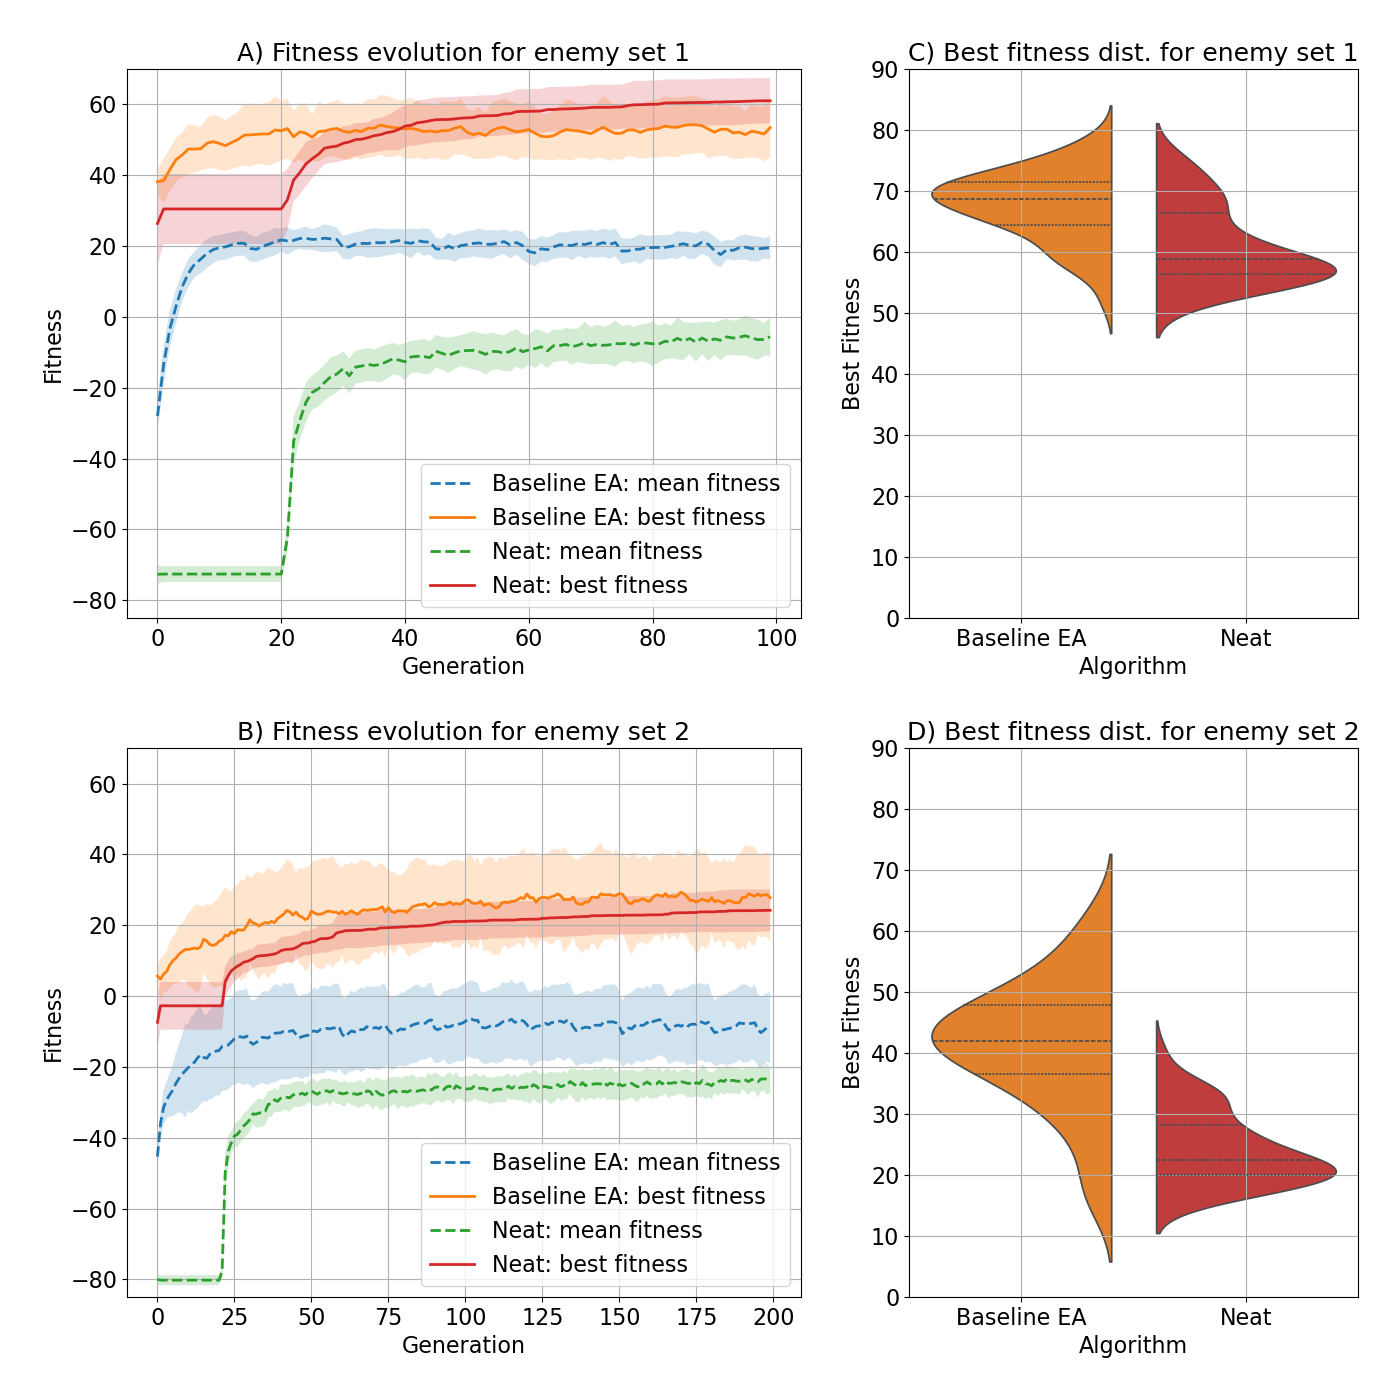 A) Fitness evolution for enemy set 1
Fitness
60
40
20
0
−20
−40
−60
−80
Baseline EA: mean fitness
Baseline EA: best fitness
Neat: mean fitness
Neat: best fitness
0 20 40 60 80 100
Generation
C) Best fitness dist. for enemy set 1
Best Fitness
90
80
70
60
50
40
30
20
10
0
Baseline EA Neat
Algorithm
B) Fitness evolution for enemy set 2
Fitness
60
40
20
0
−20
−40
−60
−80
Baseline EA: mean fitness
Baseline EA: best fitness
Neat: mean fitness
Neat: best fitness
0 25 50 75 100 125 150 175 200
Generation
D) Best fitness dist. for enemy set 2
Best Fitness
90
80
70
60
50
40
30
20
10
0
Baseline EA Neat
Algorithm